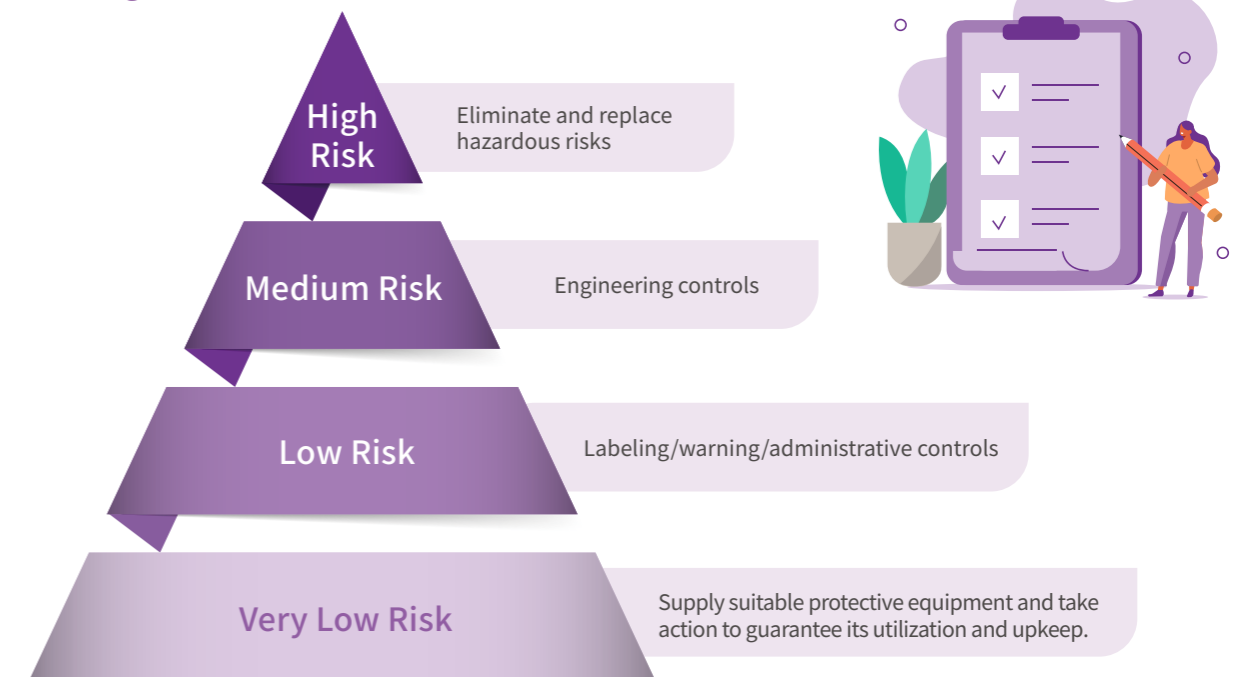 High
Risk
Eliminate and replace
hazardous risks
Medium Risk
Engineering controls
Low Risk
Labeling/warning/administrative controls
Very Low Risk
Supply suitable protective equipment and take
action to guarantee its utilization and upkeep.